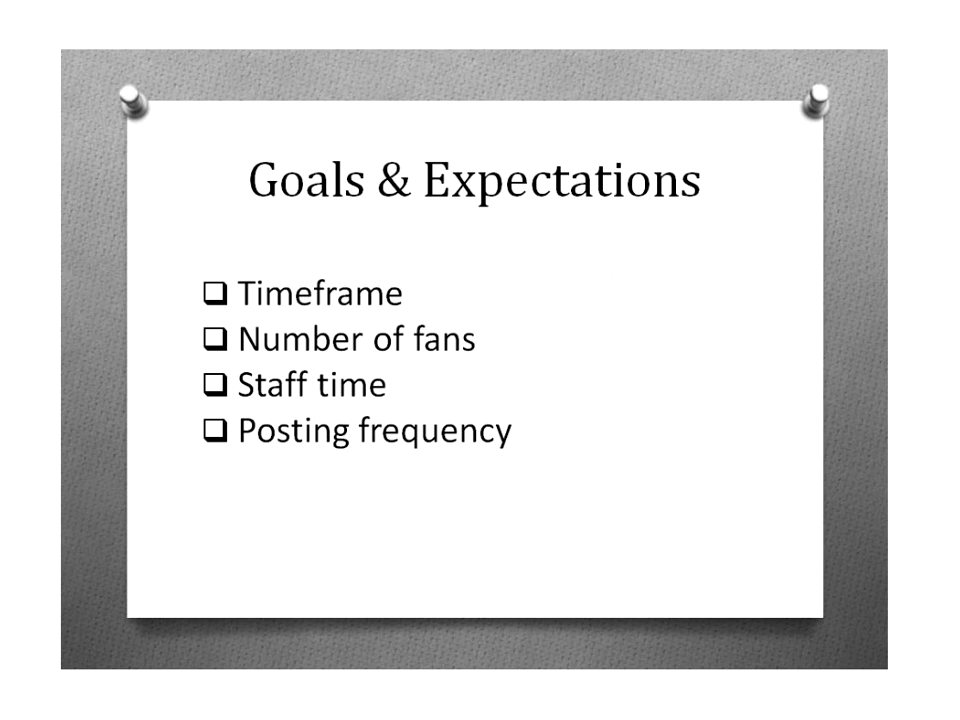 Goals & Expectations
Timeframe
Number of fans
Staff time
Posting frequency